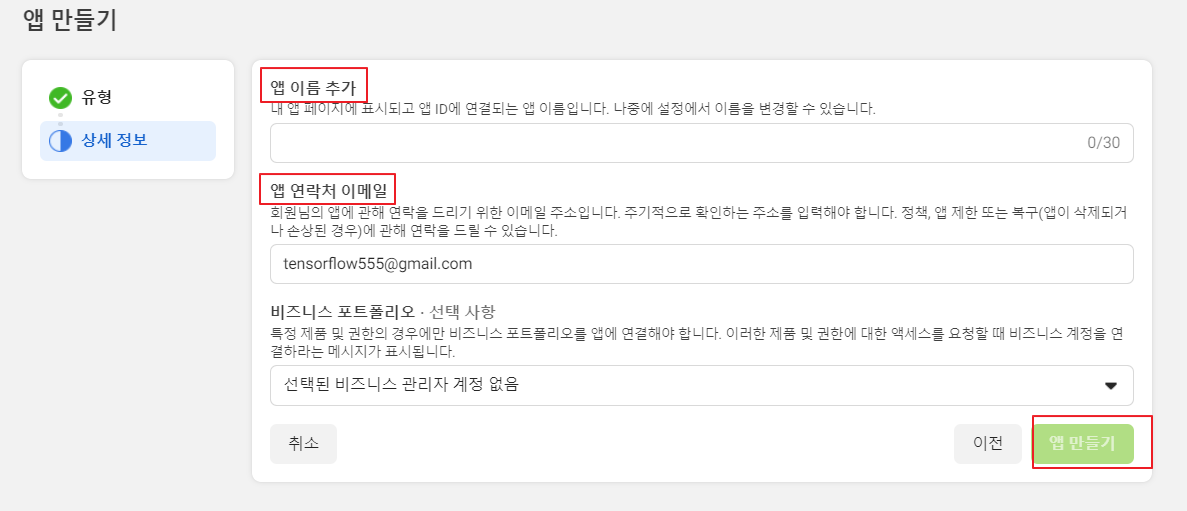 앱 만들기
유형
상세 정보
앱 이름 추가
내 앱 페이지에 표시되고 앱 ID에 연결되는 앱 이름입니다. 나중에 설정에서 이름을 변경할 수 있습니다.
0/30
앱 연락처 이메일
회원님의 앱에 관해 연락을 드리기 위한 이메일 주소입니다. 주기적으로 확인하는 주소를 입력해야 합니다. 정책, 앱 제한 또는 복구(앱이 삭제되거
나 손상된 경우)에 관해 연락을 드릴 수 있습니다.
tensorflow555@gmail.com
비즈니스 포트폴리오 · 선택 사항
특정 제품 및 권한의 경우에만 비즈니스 포트폴리오를 앱에 연결해야 합니다. 이러한 제품 및 권한에 대한 액세스를 요청할 때 비즈니스 계정을 연
결하라는 메시지가 표시됩니다.
선택된 비즈니스 관리자 계정 없음
취소
이전
앱 만들기